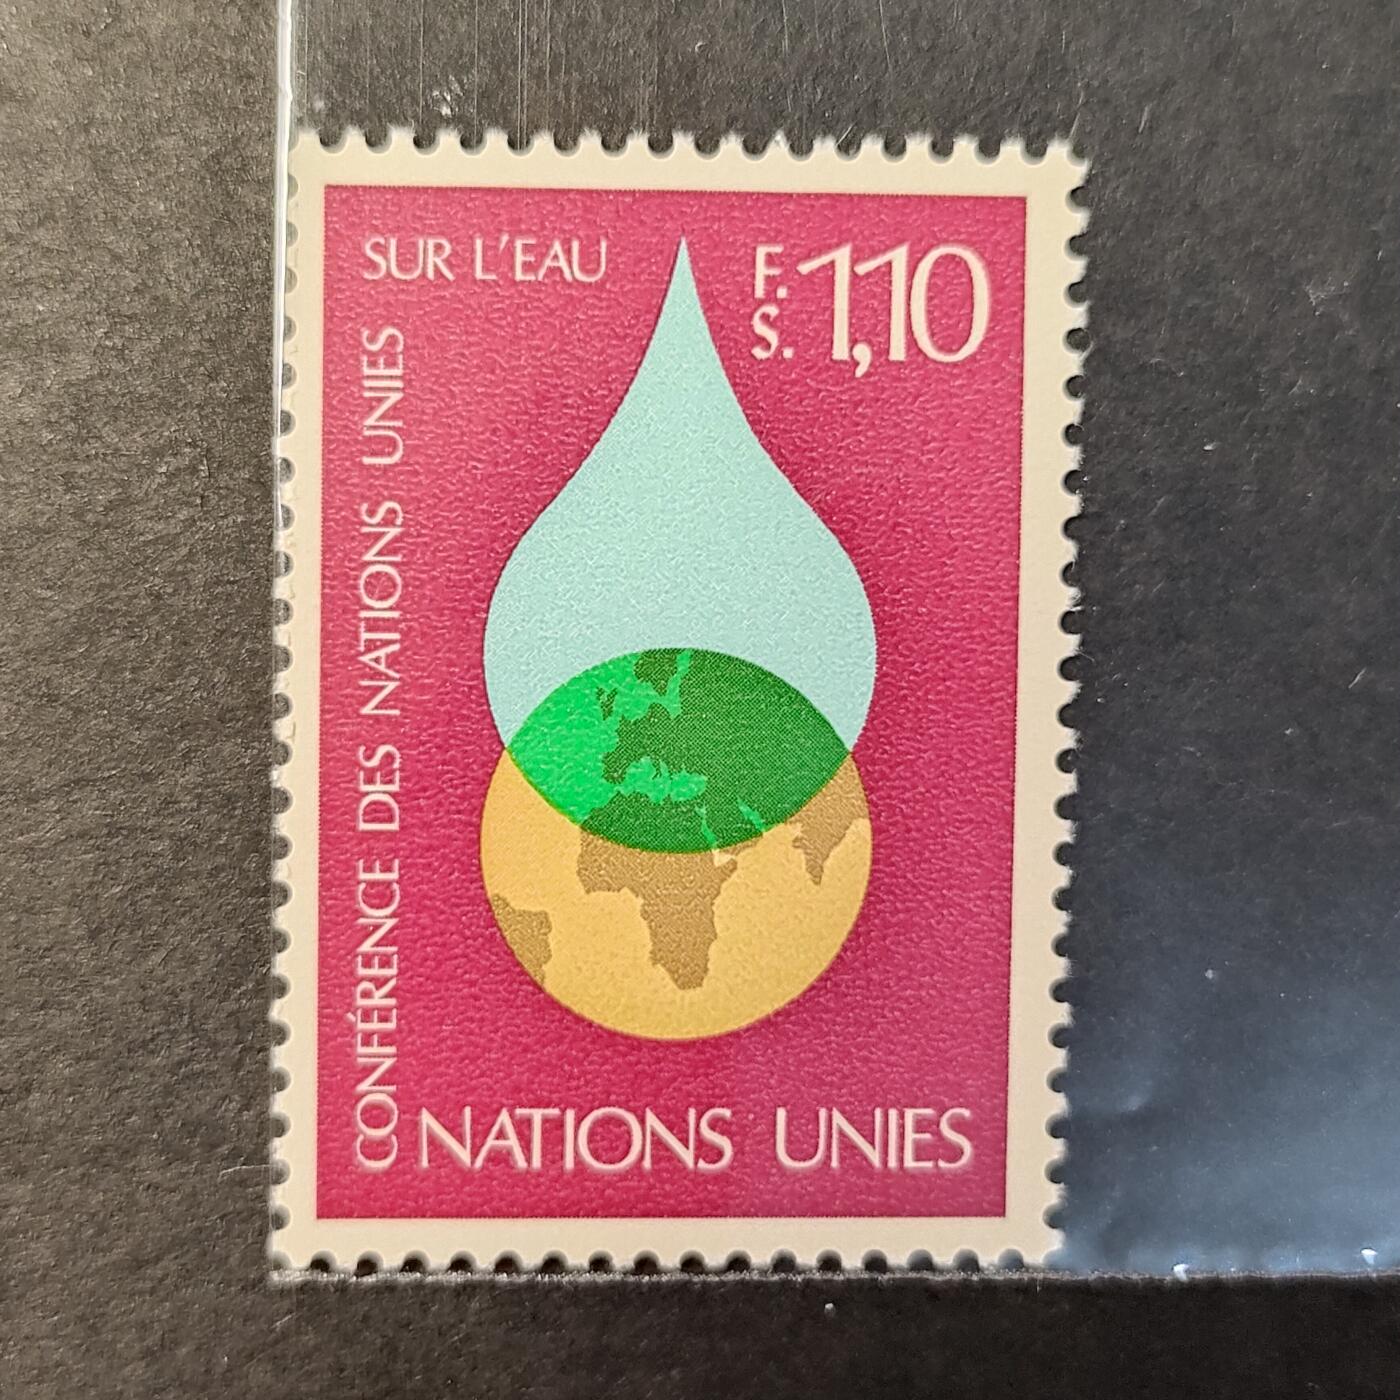 CONFÉRENCE DES NATIONS UNIES
SUR L'EAU
F.
S. 1,10
NATIONS UNIES